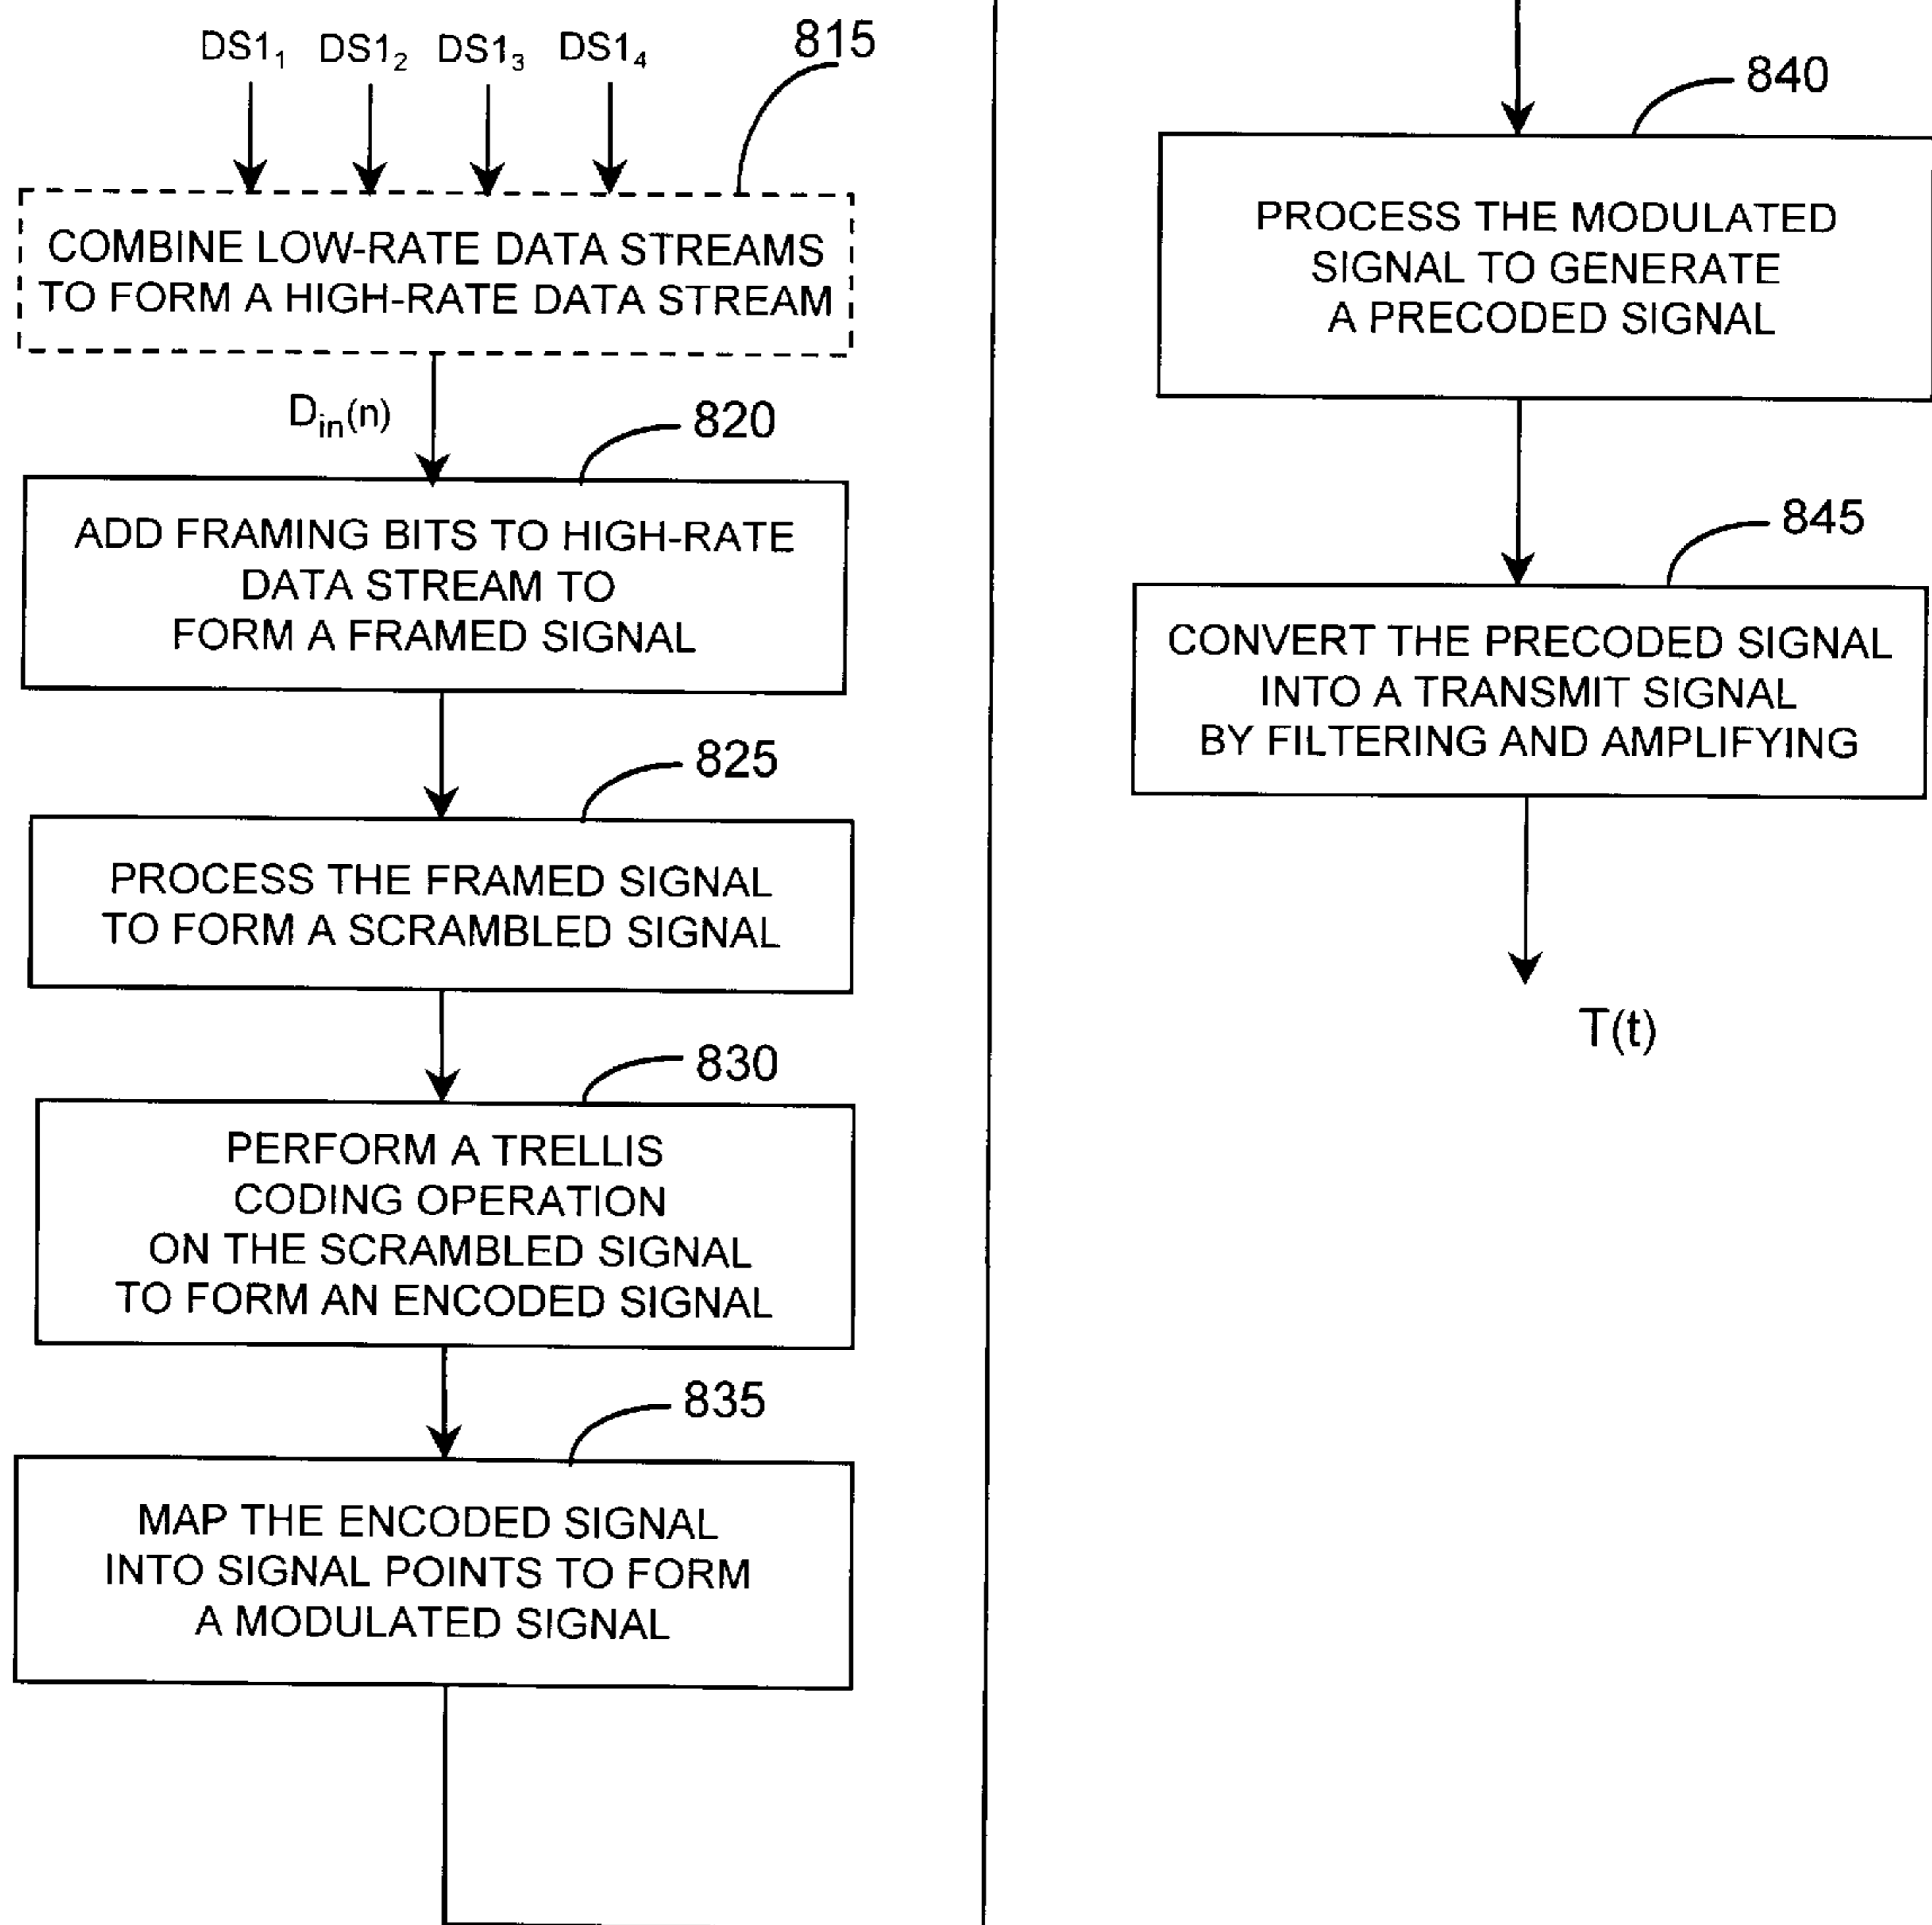 DS1₁ DS1₂ DS1₃ DS1₄ 815
COMBINE LOW-RATE DATA STREAMS
TO FORM A HIGH-RATE DATA STREAM
Dᵢₙ(n)
820
ADD FRAMING BITS TO HIGH-RATE
DATA STREAM TO
FORM A FRAMED SIGNAL
825
PROCESS THE FRAMED SIGNAL
TO FORM A SCRAMBLED SIGNAL
830
PERFORM A TRELLIS
CODING OPERATION
ON THE SCRAMBLED SIGNAL
TO FORM AN ENCODED SIGNAL
835
MAP THE ENCODED SIGNAL
INTO SIGNAL POINTS TO FORM
A MODULATED SIGNAL
840
PROCESS THE MODULATED
SIGNAL TO GENERATE
A PRECODED SIGNAL
845
CONVERT THE PRECODED SIGNAL
INTO A TRANSMIT SIGNAL
BY FILTERING AND AMPLIFYING
T(t)